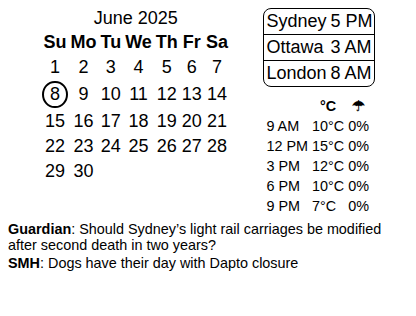 June 2025
Su Mo Tu We Th Fr Sa
1 2 3 4 5 6 7
8 9 10 11 12 13 14
15 16 17 18 19 20 21
22 23 24 25 26 27 28
29 30
Sydney 5 PM
Ottawa 3 AM
London 8 AM
°C ☂
9 AM 10°C 0%
12 PM 15°C 0%
3 PM 12°C 0%
6 PM 10°C 0%
9 PM 7°C 0%
Guardian: Should Sydney’s light rail carriages be modified
after second death in two years?
SMH: Dogs have their day with Dapto closure